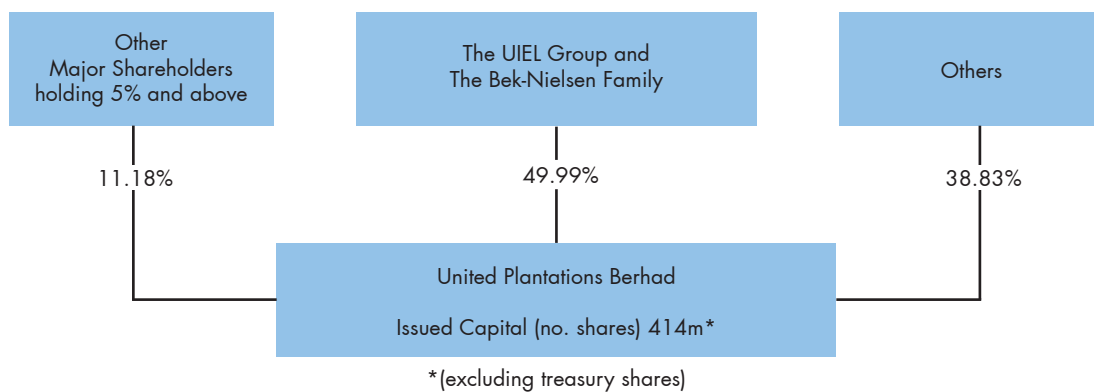 Other
Major Shareholders
holding 5% and above
The UIEL Group and
The Bek-Nielsen Family
Others
11.18%
49.99%
38.83%
United Plantations Berhad
Issued Capital (no. shares) 414m*
*(excluding treasury shares)